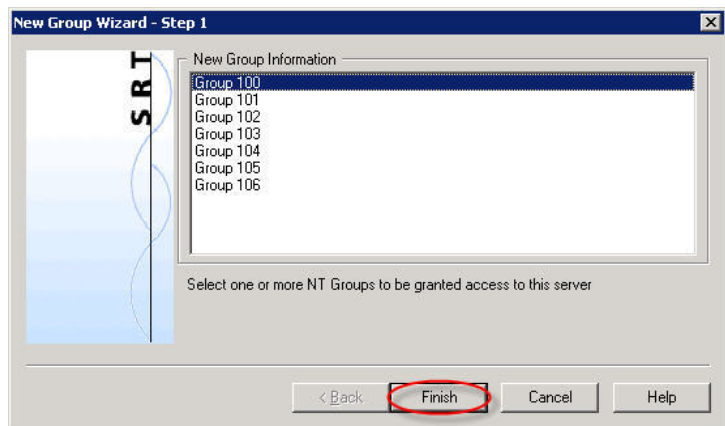 New Group Wizard - Step 1
SRT
New Group Information
Group 100
Group 101
Group 102
Group 103
Group 104
Group 105
Group 106
Select one or more NT Groups to be granted access to this server
< Back
Finish
Cancel
Help